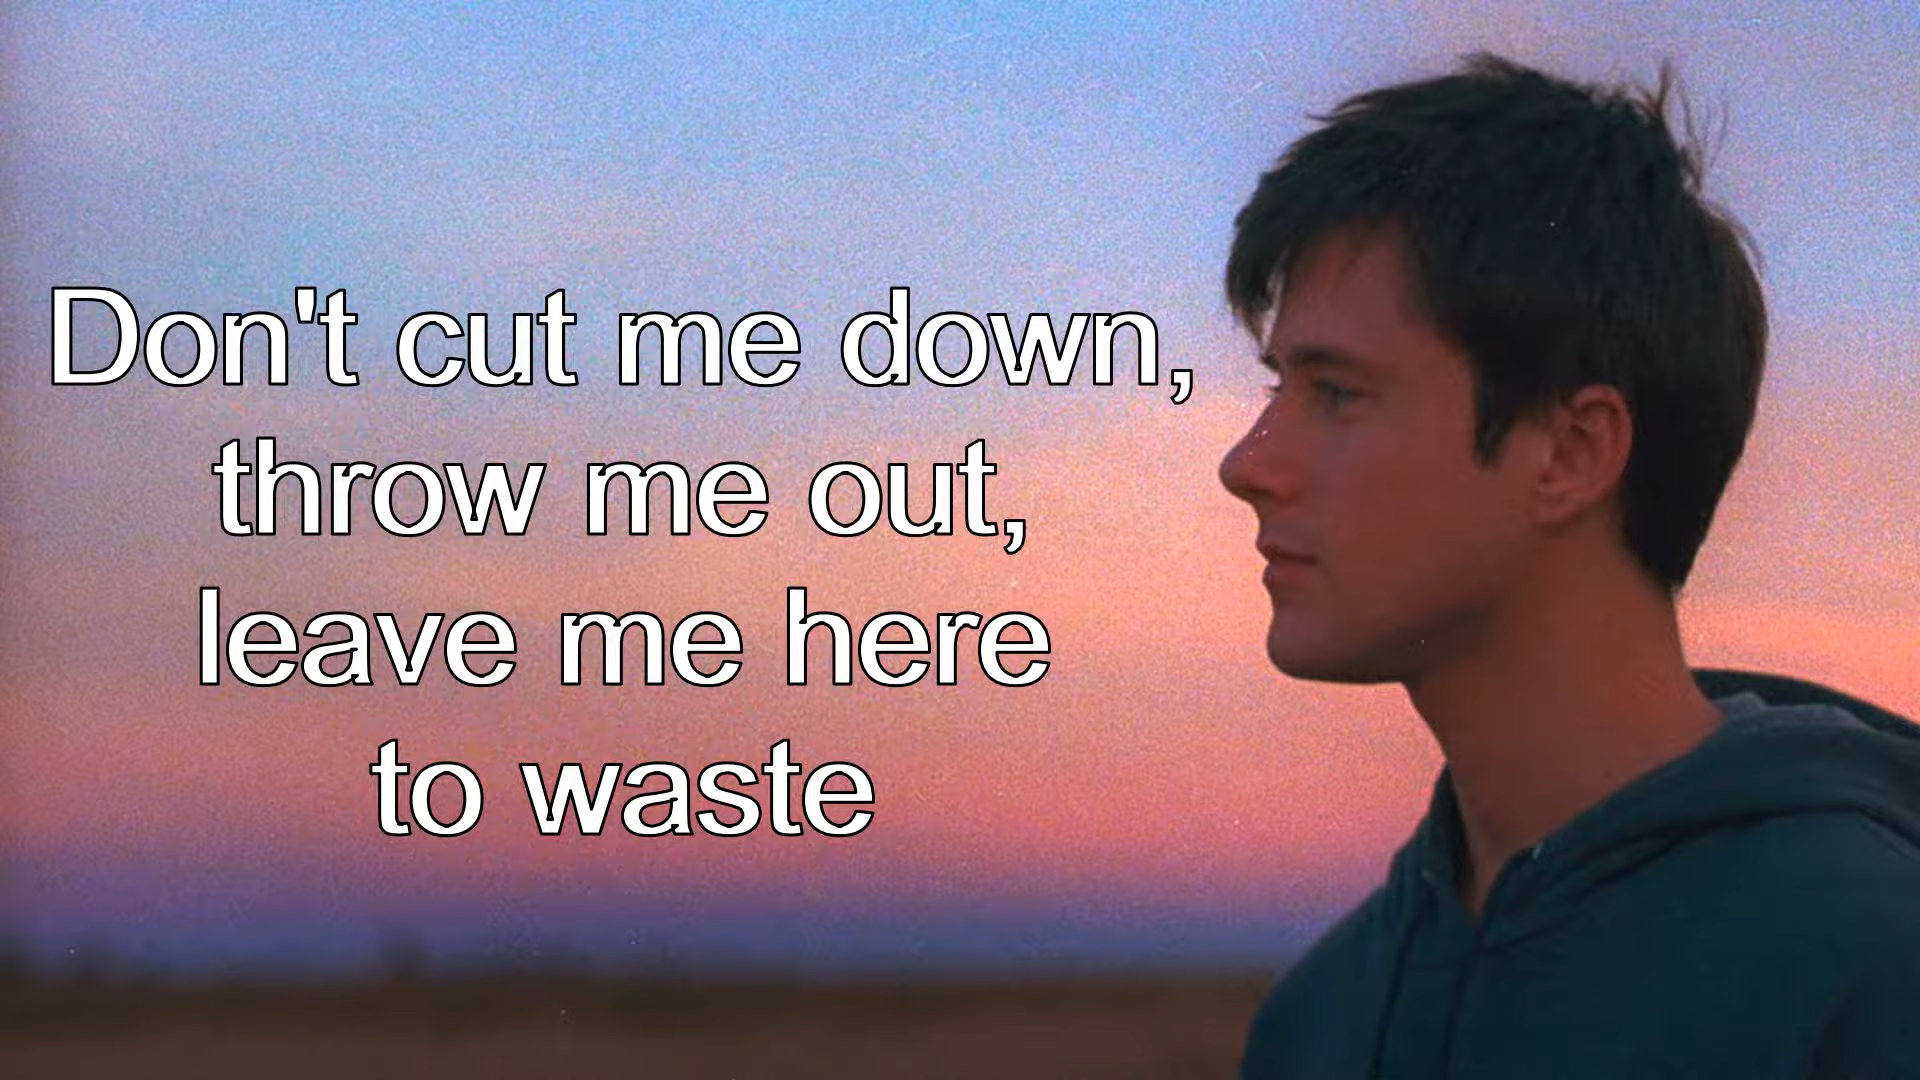 Don't cut me down,
throw me out,
leave me here
to waste